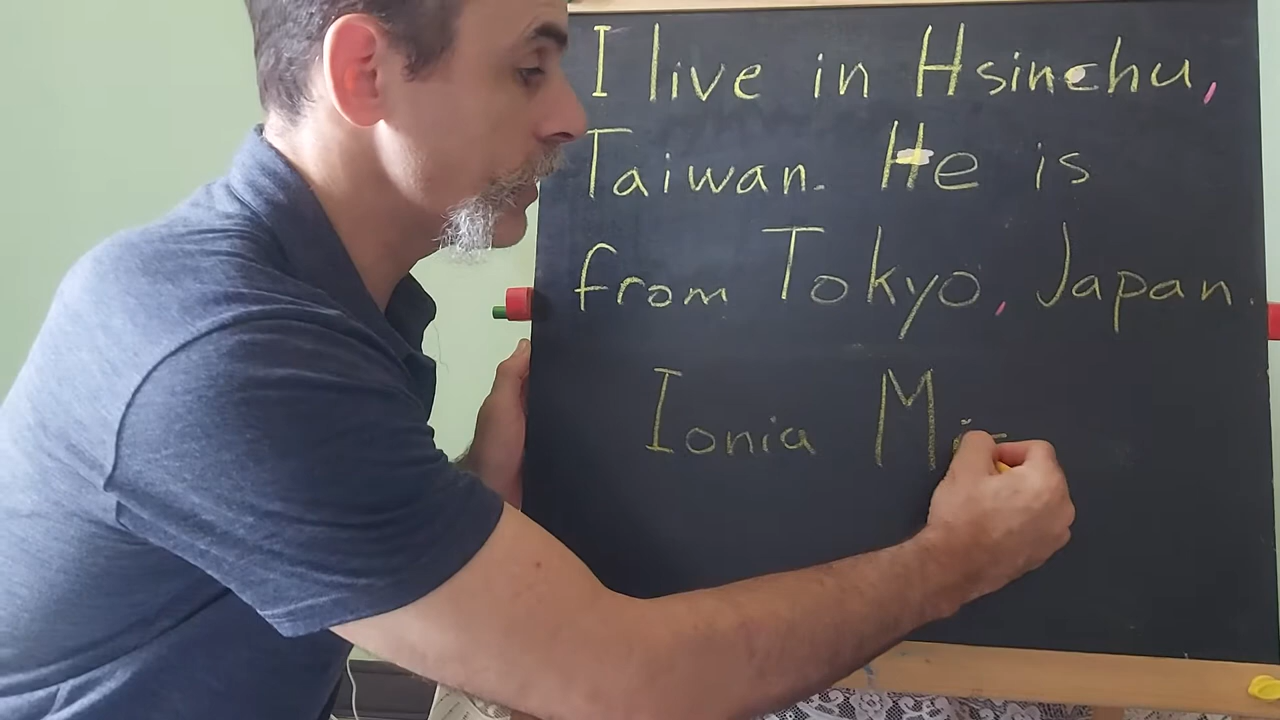 I live in Hsinchu,
Taiwan. He is
from Tokyo, Japan.
Ionia